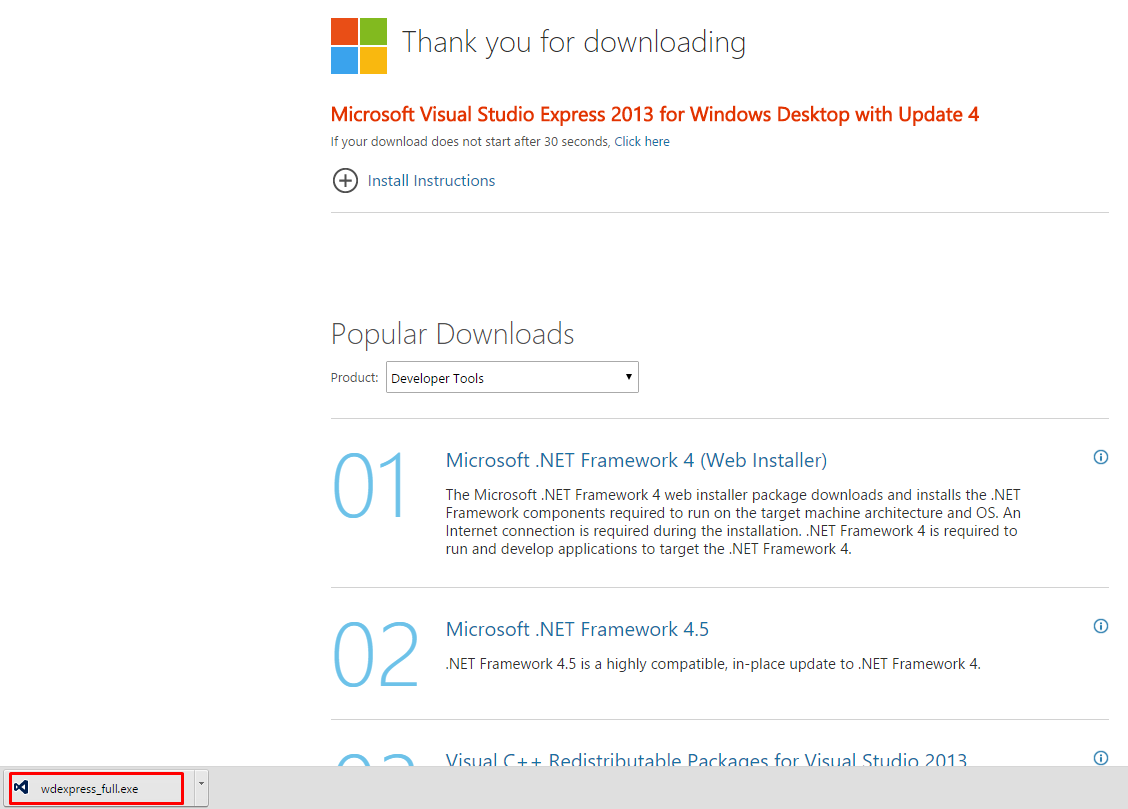 Thank you for downloading
Microsoft Visual Studio Express 2013 for Windows Desktop with Update 4
If your download does not start after 30 seconds, Click here
Install Instructions
Popular Downloads
Product: Developer Tools
01
Microsoft .NET Framework 4 (Web Installer)
The Microsoft .NET Framework 4 web installer package downloads and installs the .NET
Framework components required to run on the target machine architecture and OS. An
Internet connection is required during the installation. .NET Framework 4 is required to
run and develop applications to target the .NET Framework 4.
02
Microsoft .NET Framework 4.5
.NET Framework 4.5 is a highly compatible, in-place update to .NET Framework 4.
03
Visual C++ Redistributable Packages for Visual Studio 2013
wdexpress_full.exe